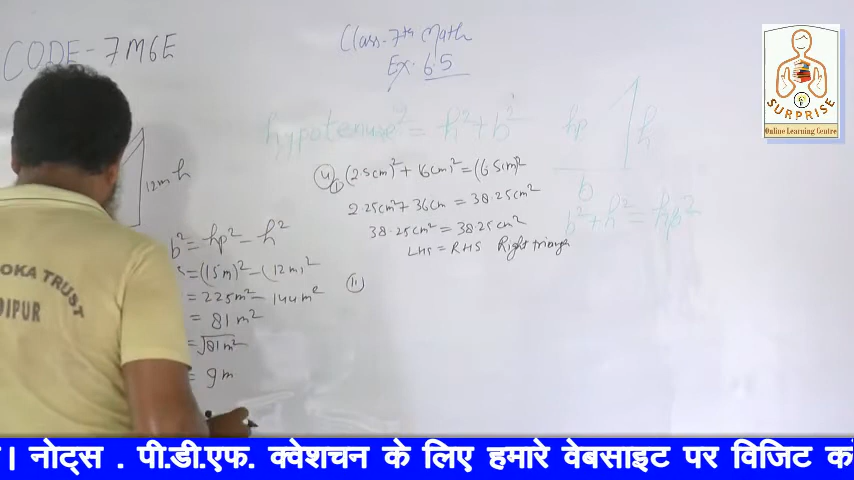 CODE-7M6E
Class-7th Math
Ex. 6.5
hypotenuse² = h² + b²
hp
h
b
b² + h² = hp²
12m h
b² = hp² - h²
= (15m)² - (12m)²
= 225m² - 144m²
= 81m²
= √81m²
= 9m
4 (i) (2.5cm)² + (6cm)² = (6.5cm)²
2.25cm² + 36cm = 38.25cm²
38.25cm² = 38.25cm²
LHS = RHS Right triangle
(ii)
OKA TRUST
DIPUR
SURPRISE
Online Learning Centre
। नोट्स . पी.डी.एफ. क्वेशचन के लिए हमारे वेबसाइट पर विजिट